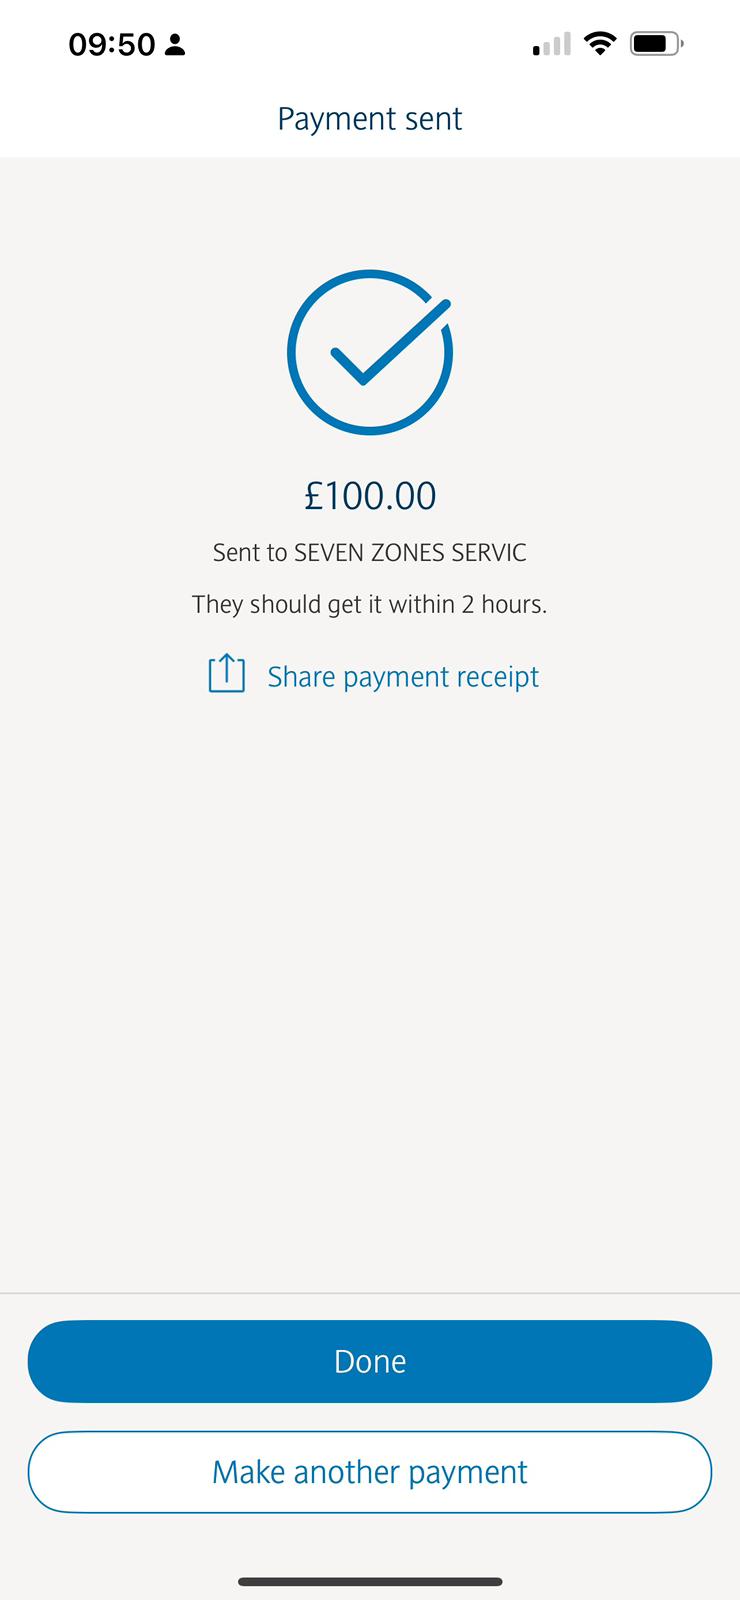 09:50
Payment sent
£100.00
Sent to SEVEN ZONES SERVIC
They should get it within 2 hours.
Share payment receipt
Done
Make another payment